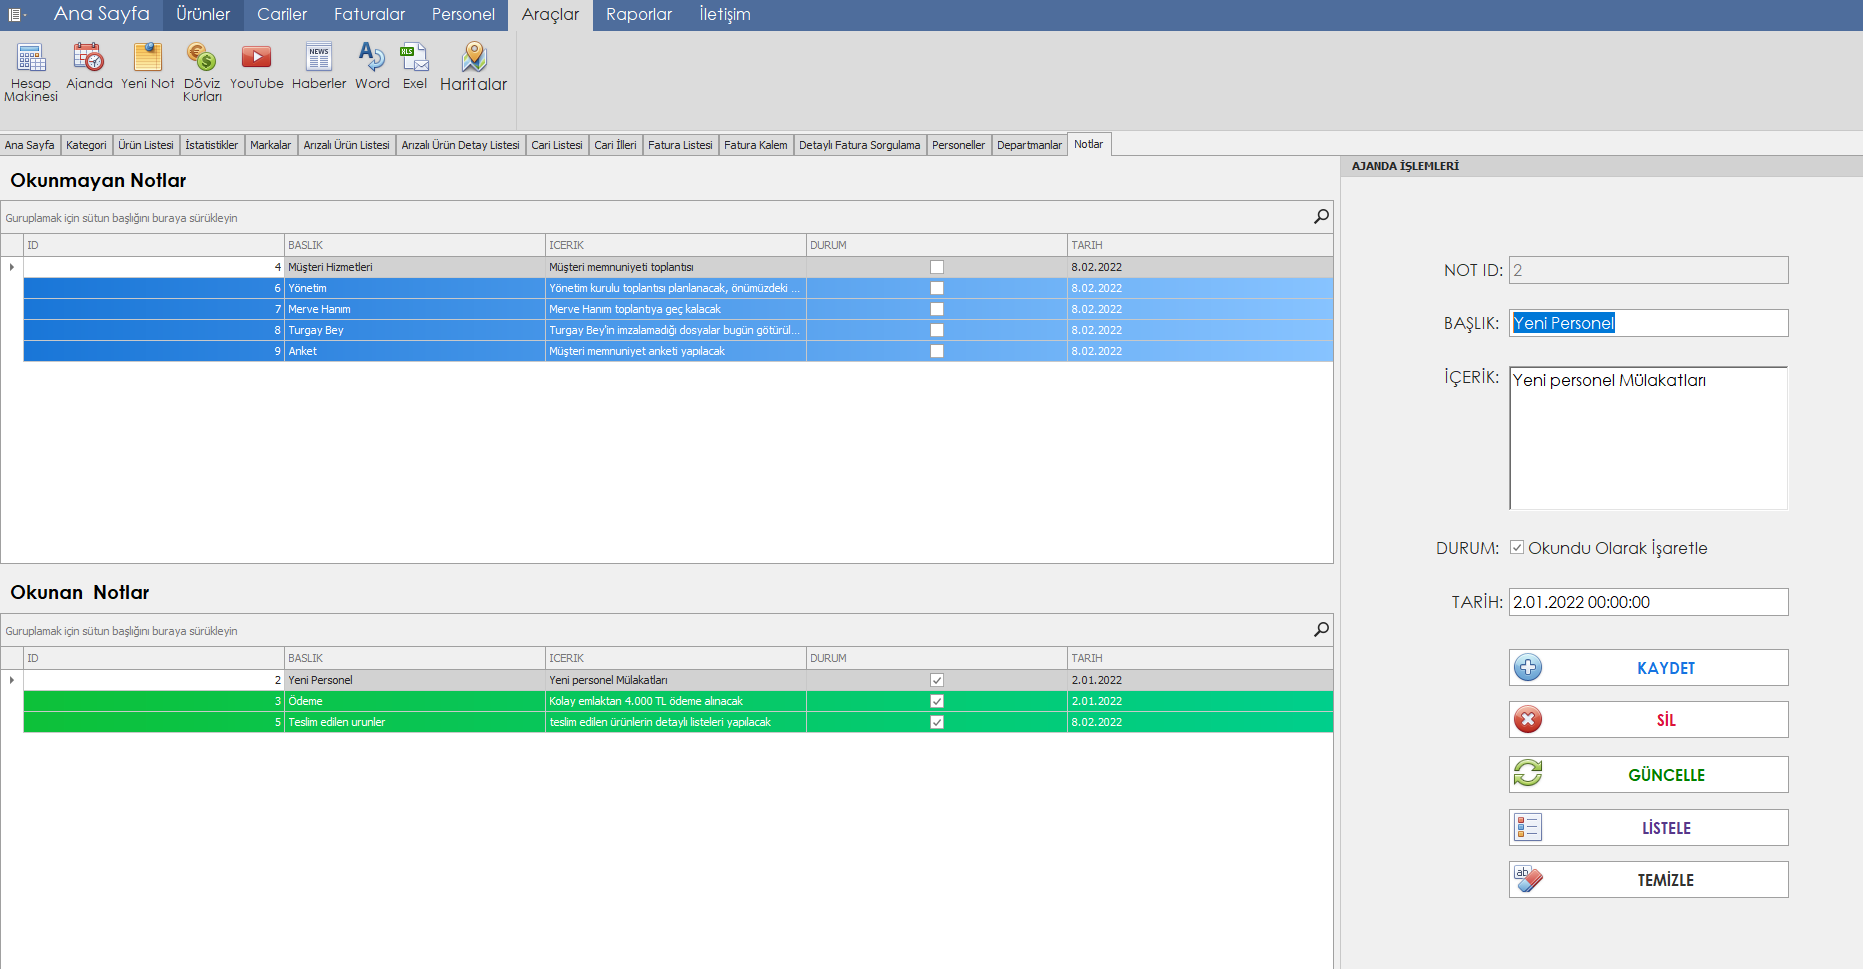 Ana Sayfa Ürünler Cariler Faturalar Personel Araçlar Raporlar İletişim
Hesap Makinesi Ajanda Yeni Not Döviz Kurları YouTube Haberler Word Exel Haritalar
Ana Sayfa Kategori Ürün Listesi İstatistikler Markalar Arızalı Ürün Listesi Arızalı Ürün Detay Listesi Cari Listesi Cari İlleri Fatura Listesi Fatura Kalem Detaylı Fatura Sorgulama Personeller Departmanlar Notlar
Okunmayan Notlar
Guruplamak için sütun başlığını buraya sürükleyin
ID BASLIK ICERIK DURUM TARIH
4 Müşteri Hizmetleri Müşteri memnuniyeti toplantısı 8.02.2022
6 Yönetim Yönetim kurulu toplantısı planlanacak, önümüzdeki ... 8.02.2022
7 Merve Hanım Merve Hanım toplantıya geç kalacak 8.02.2022
8 Turgay Bey Turgay Bey'in imzalamadığı dosyalar bugün götürül... 8.02.2022
9 Anket Müşteri memnuniyet anketi yapılacak 8.02.2022
Okunan Notlar
Guruplamak için sütun başlığını buraya sürükleyin
ID BASLIK ICERIK DURUM TARIH
2 Yeni Personel Yeni personel Mülakatları 2.01.2022
3 Ödeme Kolay emlaktan 4.000 TL ödeme alınacak 2.01.2022
5 Teslim edilen urunler teslim edilen ürünlerin detaylı listeleri yapılacak 8.02.2022
AJANDA İŞLEMLERİ
NOT ID: 2
BAŞLIK: Yeni Personel
İÇERİK: Yeni personel Mülakatları
DURUM: Okundu Olarak İşaretle
TARİH: 2.01.2022 00:00:00
KAYDET
SİL
GÜNCELLE
LİSTELE
TEMİZLE